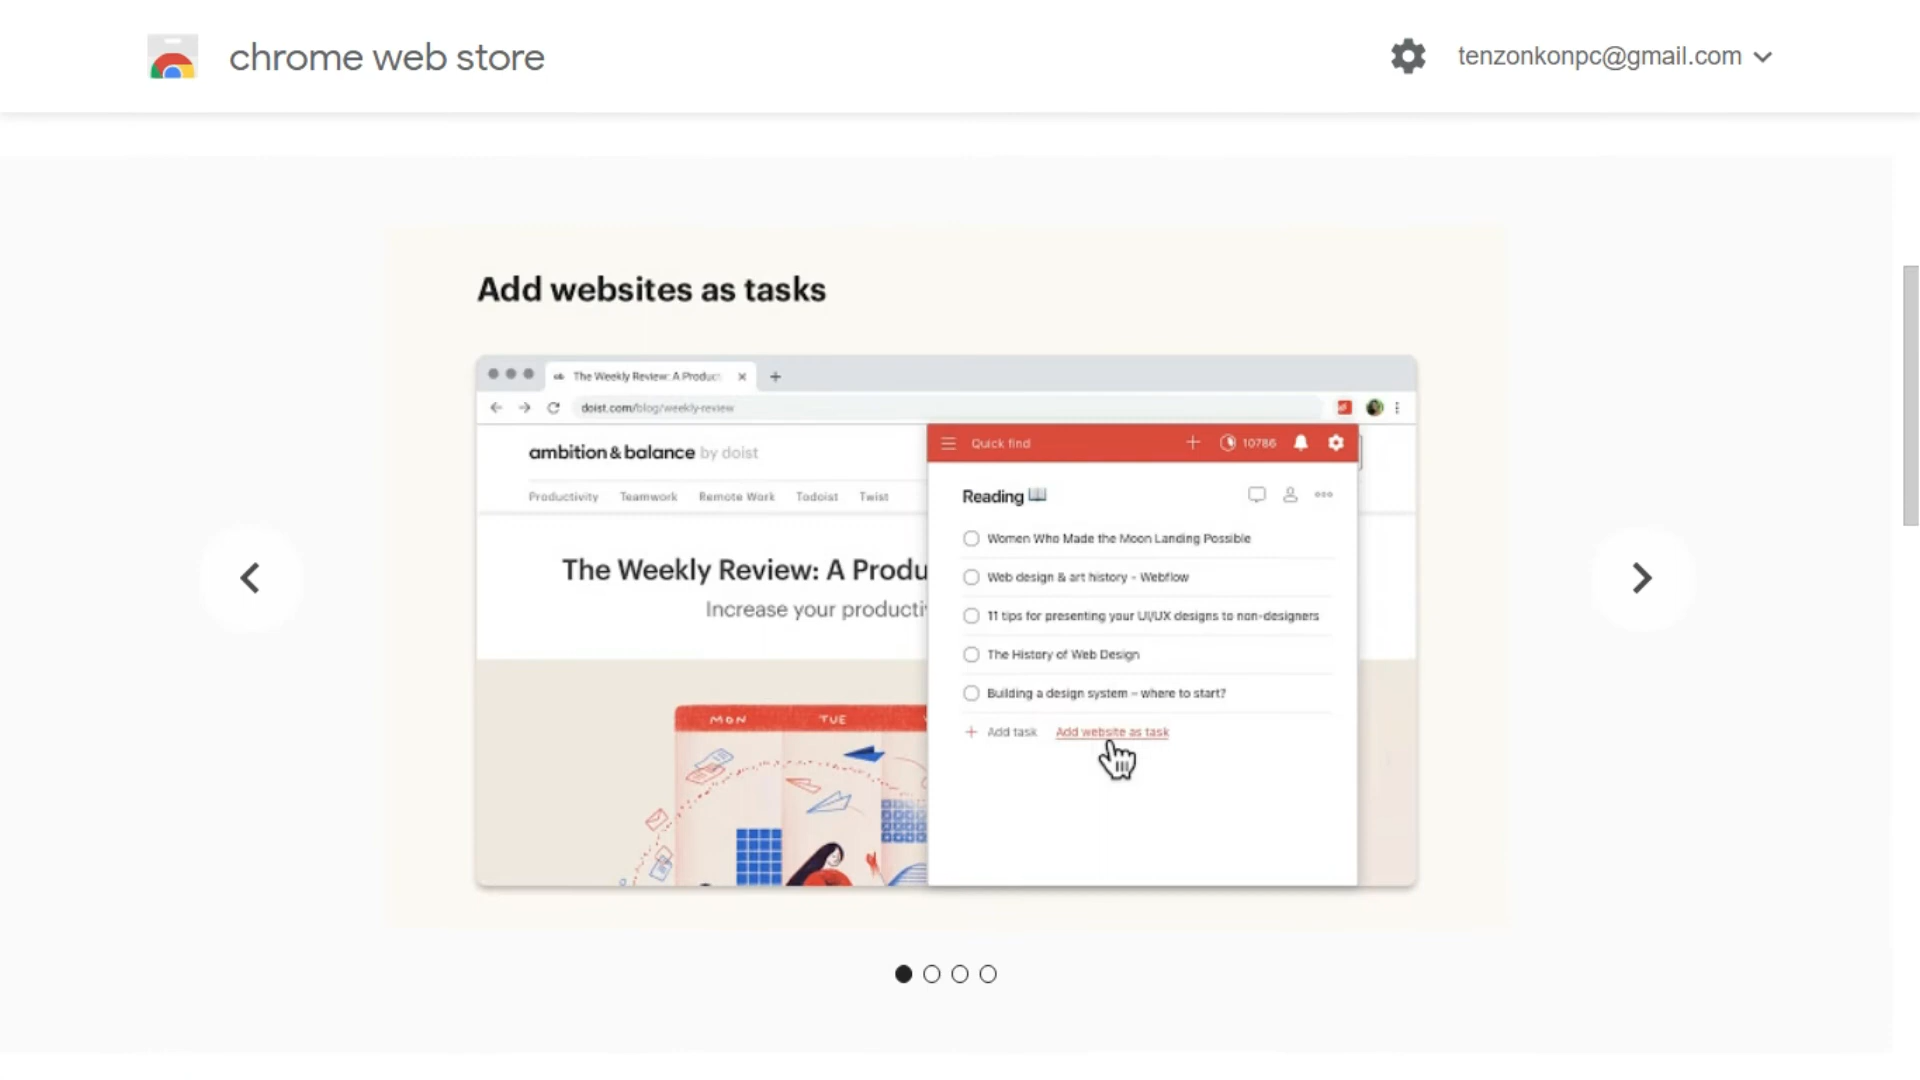 chrome web store
tenzonkonpc@gmail.com
Add websites as tasks
The Weekly Review: A Product
doist.com/blog/weekly-review
ambition & balance by doist
Productivity Teamwork Remote Work Todoist Twist
The Weekly Review: A Produ
Increase your producti
MON TUE
Quick find
10786
Reading
Women Who Made the Moon Landing Possible
Web design & art history - Webflow
11 tips for presenting your UI/UX designs to non-designers
The History of Web Design
Building a design system – where to start?
+ Add task Add website as task